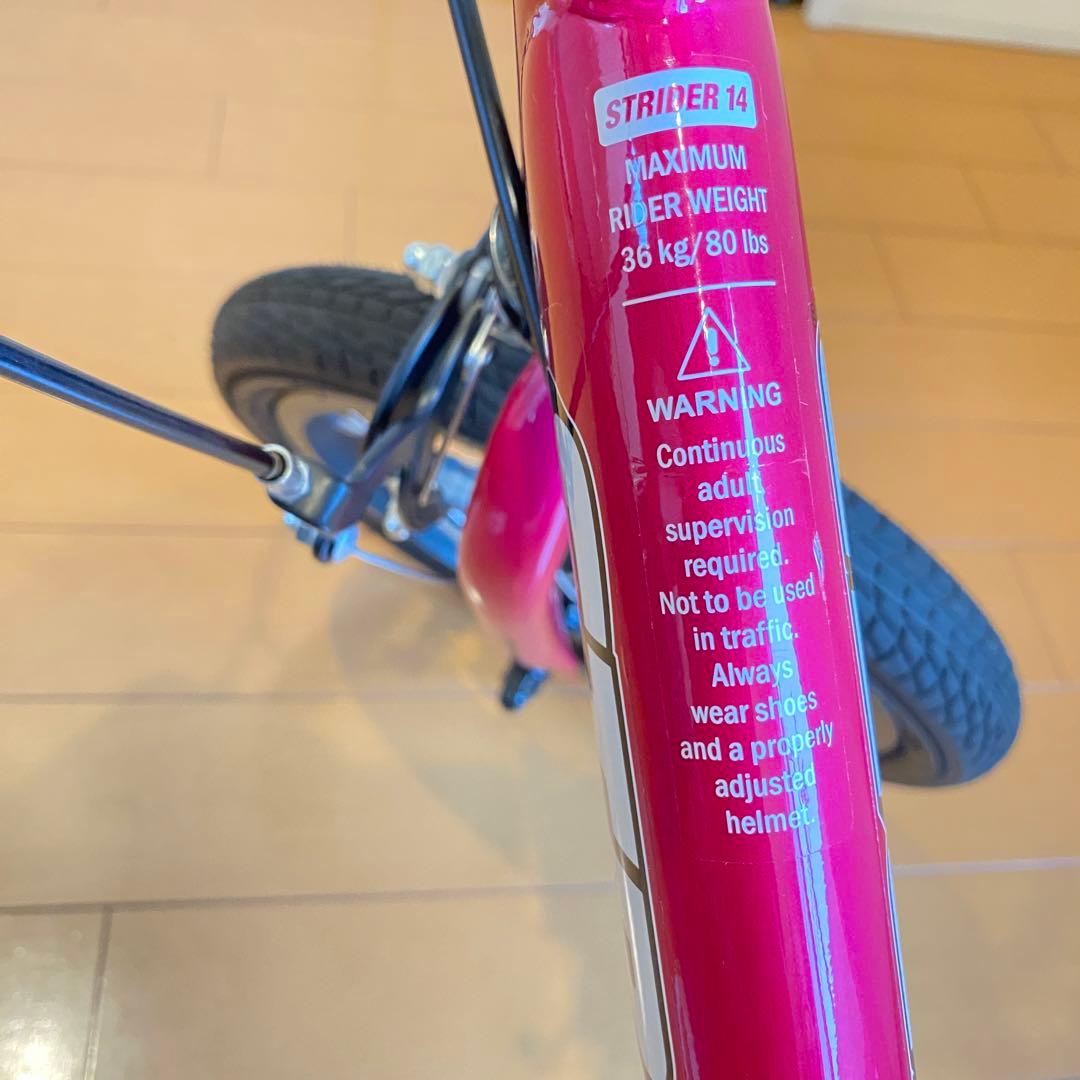 STRIDER 14
MAXIMUM
RIDER WEIGHT
36 kg/80 lbs
WARNING
Continuous
adult
supervision
required.
Not to be used
in traffic.
Always
wear shoes
and a properly
adjusted
helmet.